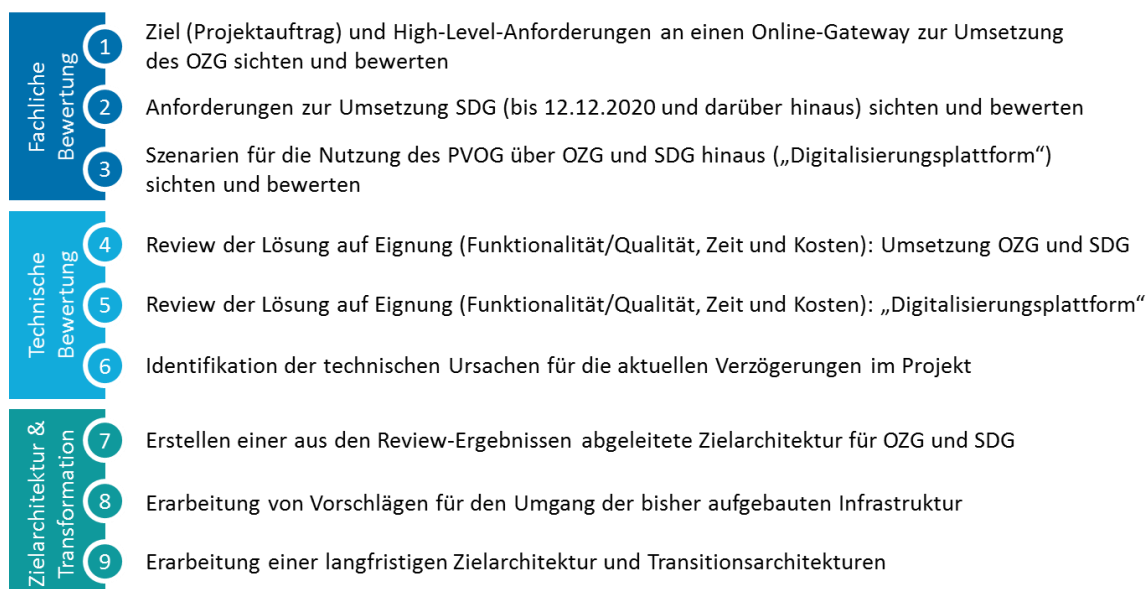 Fachliche
Bewertung
1
Ziel (Projektauftrag) und High-Level-Anforderungen an einen Online-Gateway zur Umsetzung
des OZG sichten und bewerten
2
Anforderungen zur Umsetzung SDG (bis 12.12.2020 und darüber hinaus) sichten und bewerten
3
Szenarien für die Nutzung des PVOG über OZG und SDG hinaus („Digitalisierungsplattform“)
sichten und bewerten
Technische
Bewertung
4
Review der Lösung auf Eignung (Funktionalität/Qualität, Zeit und Kosten): Umsetzung OZG und SDG
5
Review der Lösung auf Eignung (Funktionalität/Qualität, Zeit und Kosten): „Digitalisierungsplattform“
6
Identifikation der technischen Ursachen für die aktuellen Verzögerungen im Projekt
Zielarchitektur &
Transformation
7
Erstellen einer aus den Review-Ergebnissen abgeleitete Zielarchitektur für OZG und SDG
8
Erarbeitung von Vorschlägen für den Umgang der bisher aufgebauten Infrastruktur
9
Erarbeitung einer langfristigen Zielarchitektur und Transitionsarchitekturen